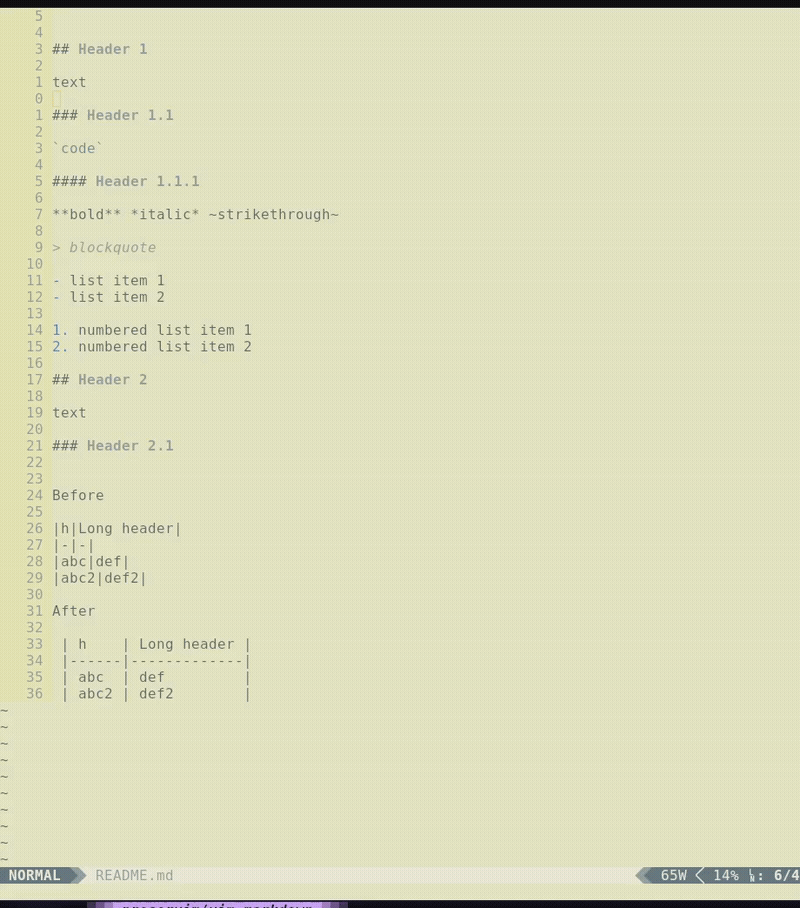 5
4
3 ## Header 1
2
1 text
0
1 ### Header 1.1
2
3 `code`
4
5 #### Header 1.1.1
6
7 **bold** *italic* ~strikethrough~
8
9 > blockquote
10
11 - list item 1
12 - list item 2
13
14 1. numbered list item 1
15 2. numbered list item 2
16
17 ## Header 2
18
19 text
20
21 ### Header 2.1
22
23
24 Before
25
26 |h|Long header|
27 |-|-|
28 |abc|def|
29 |abc2|def2|
30
31 After
32
33  | h    | Long header |
34  |------|-------------|
35  | abc  | def         |
36  | abc2 | def2        |
~
~
~
~
~
~
~
~
~
~
NORMAL README.md 65W 14% : 6/4